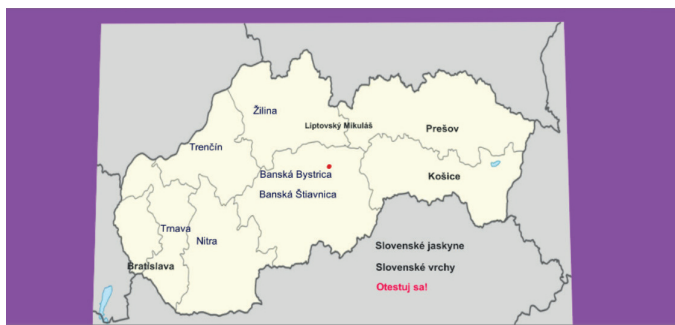 Žilina
Liptovský Mikuláš
Prešov
Trenčín
Banská Bystrica
Košice
Banská Štiavnica
Trnava
Nitra
Slovenské jaskyne
Bratislava
Slovenské vrchy
Otestuj sa!